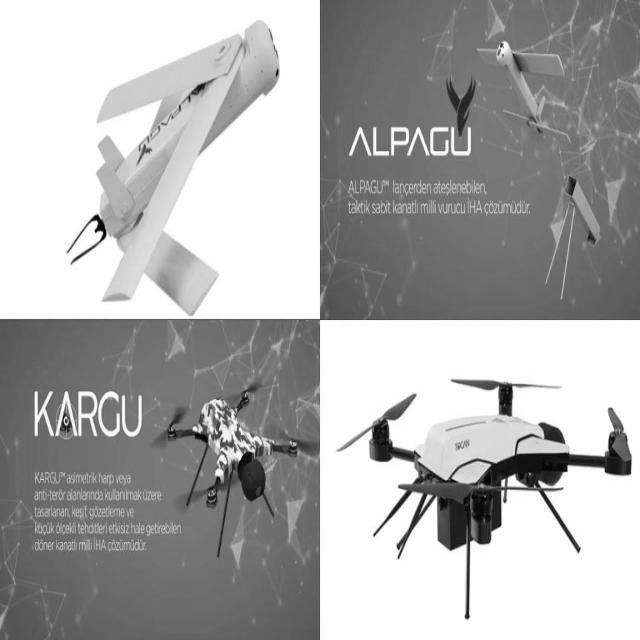 ALPAGU
ALPAGU
ALPAGU™ lançerden ateşlenebilen,
taktik sabit kanatlı milli vurucu İHA çözümüdür.
KARGU
KARGU™ asimetrik harp veya
anti-terör alanlarında kullanılmak üzere
tasarlanan, keşif, gözetleme ve
küçük ölçekli tehditleri etkisiz hale getirebilen
döner kanatlı milli İHA çözümüdür.